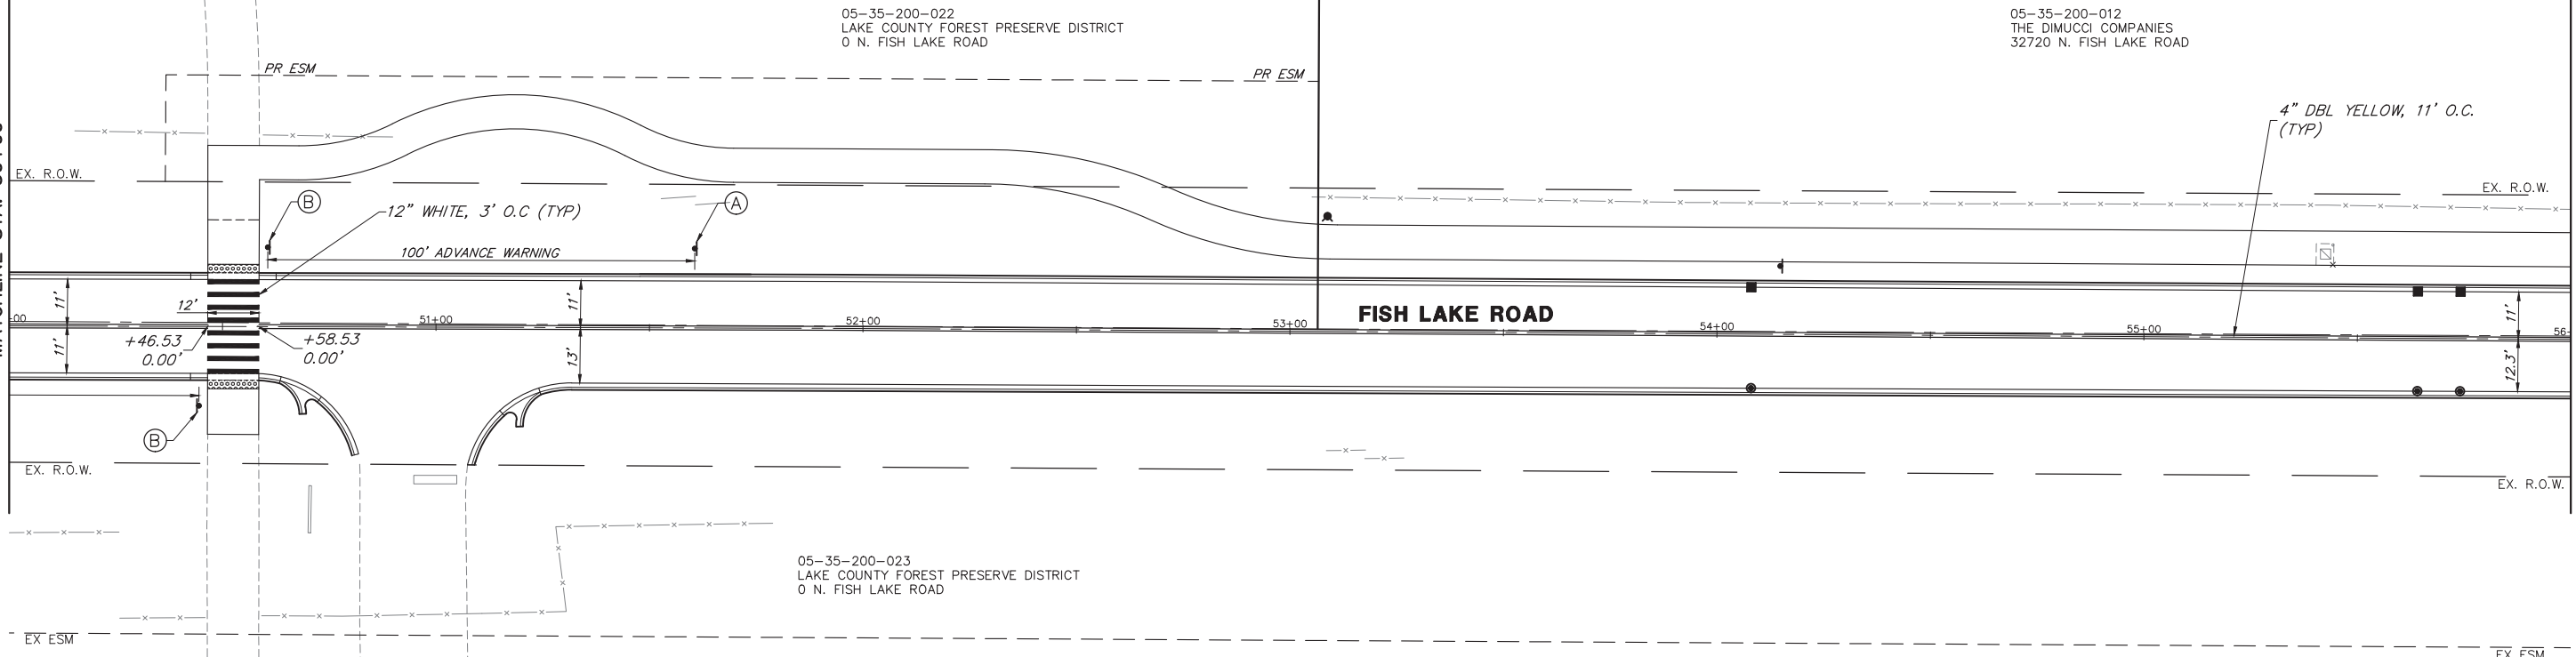 05-35-200-022
LAKE COUNTY FOREST PRESERVE DISTRICT
0 N. FISH LAKE ROAD
05-35-200-012
THE DIMUCCI COMPANIES
32720 N. FISH LAKE ROAD
PR ESM
PR ESM
4" DBL YELLOW, 11' O.C.
(TYP)
EX. R.O.W.
EX. R.O.W.
B
12" WHITE, 3' O.C (TYP)
A
100' ADVANCE WARNING
11'
12'
11'
11'
00
51+00
52+00
53+00
FISH LAKE ROAD
54+00
55+00
56-
+46.53
0.00'
+58.53
0.00'
11'
13'
12.3'
B
EX. R.O.W.
EX. R.O.W.
05-35-200-023
LAKE COUNTY FOREST PRESERVE DISTRICT
0 N. FISH LAKE ROAD
EX ESM
EX ESM